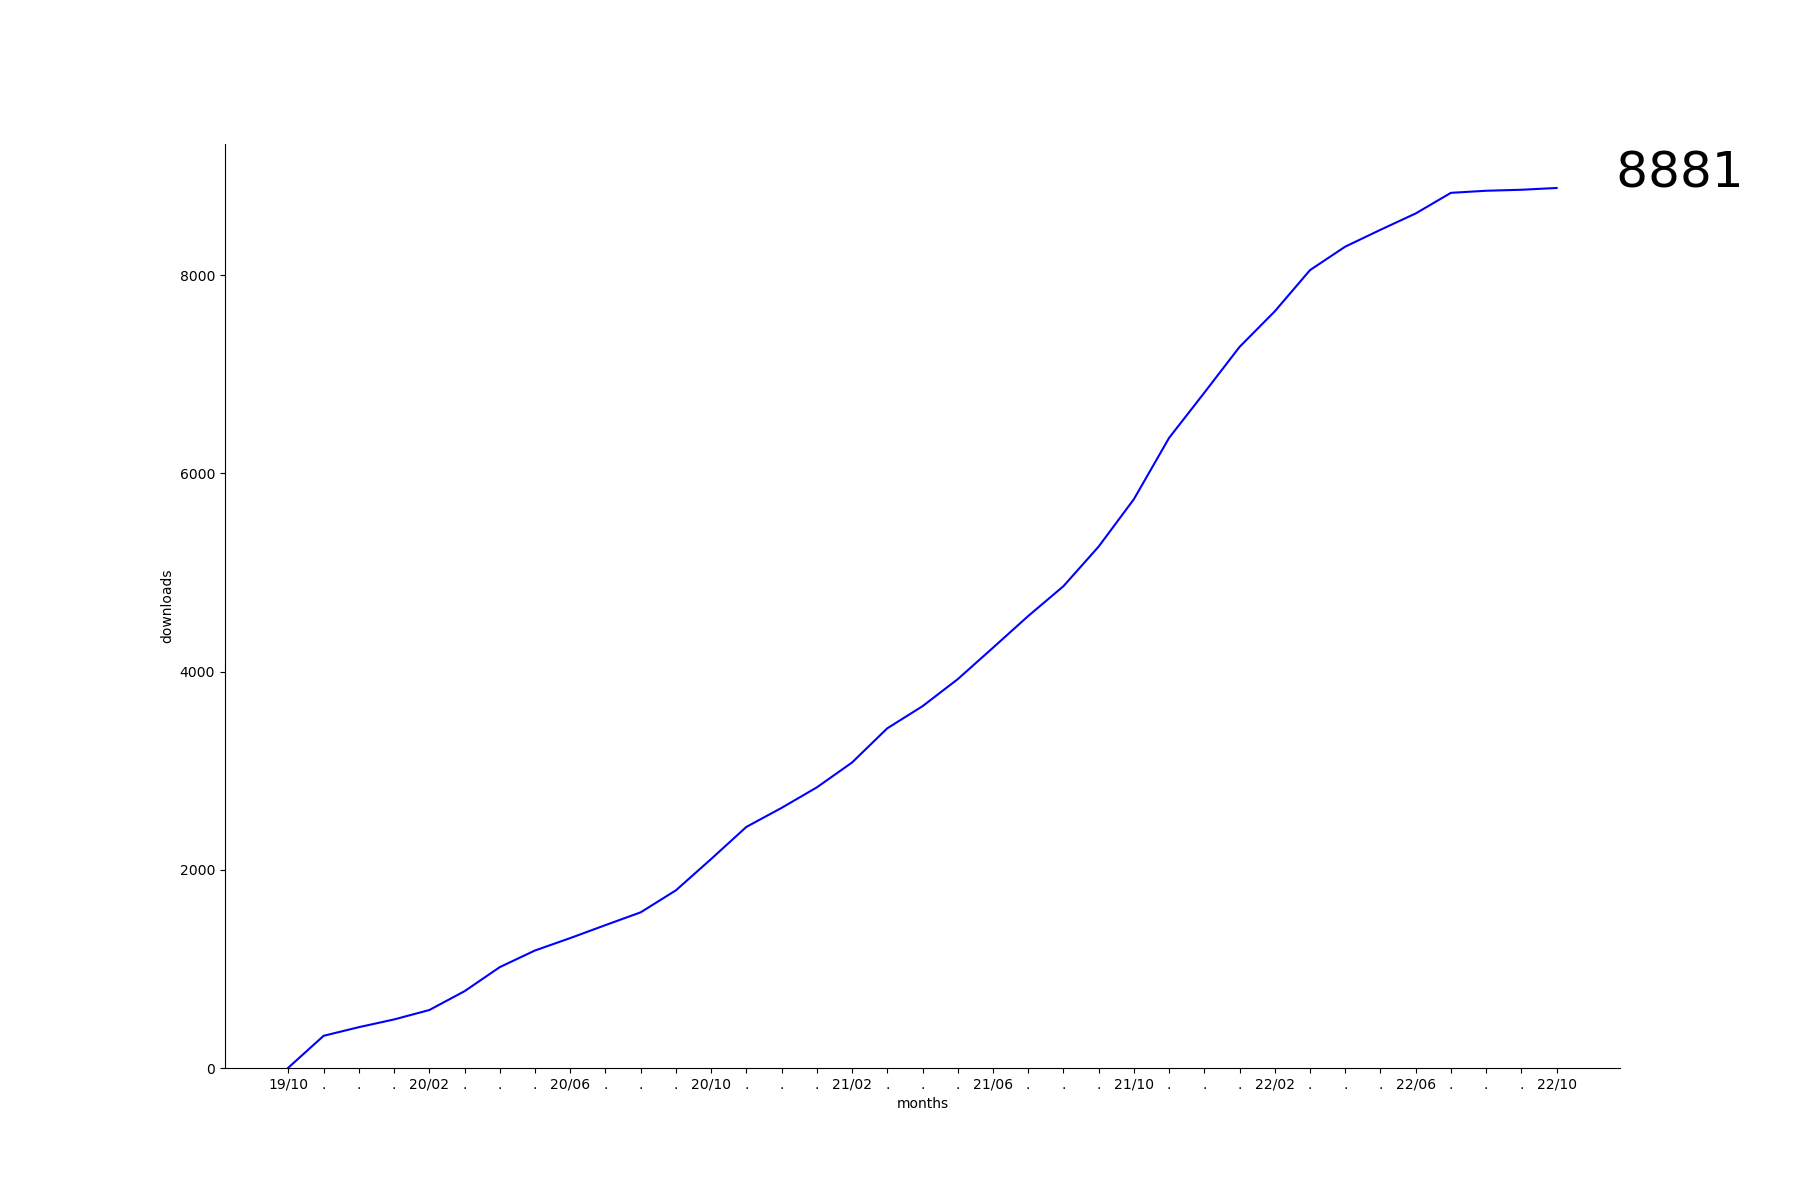 8881
8000
6000
4000
2000
0
downloads
19/10 . . . 20/02 . . . 20/06 . . . 20/10 . . . 21/02 . . . 21/06 . . . 21/10 . . . 22/02 . . . 22/06 . . . 22/10
months